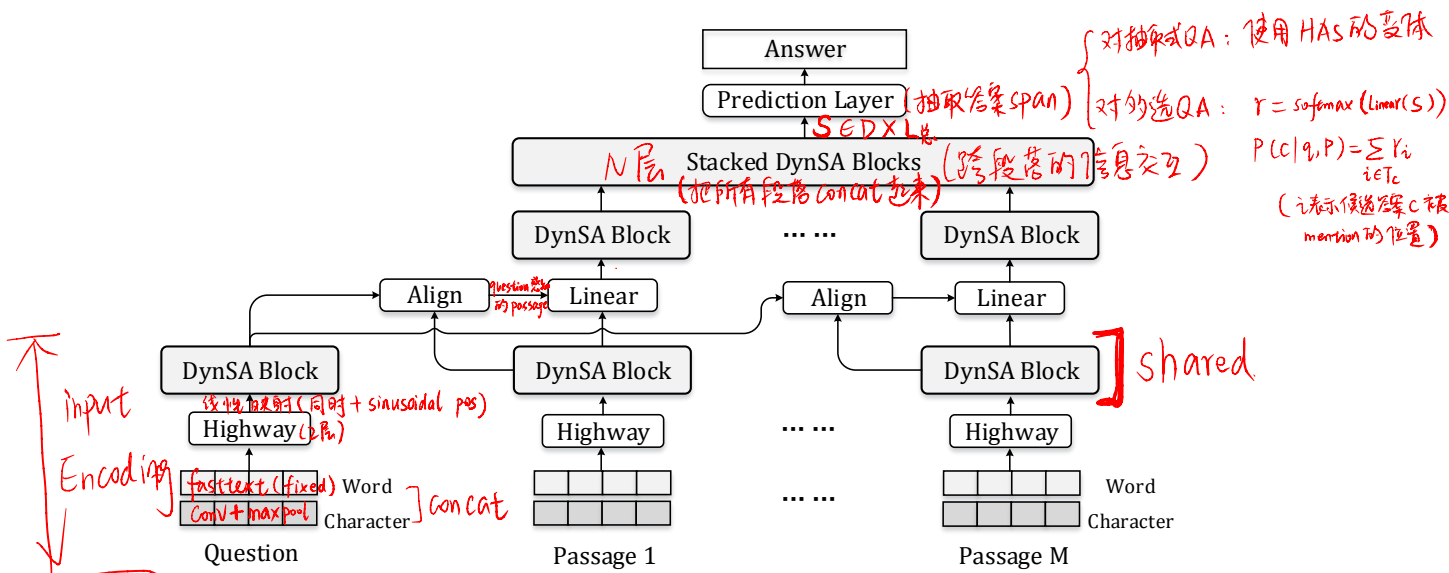 Answer
对抽取式QA：使用HAS的变体
Prediction Layer (抽取答案span)
对多选QA： r = softmax(Linear(S))
S ∈ D × L总
P(c|q,P) = Σ ri
i∈Tc
N层 Stacked DynSA Blocks (跨段落的信息交互)
(把所有段落concat起来)
(i表示候选答案C被
mention的位置)
DynSA Block
... ...
DynSA Block
Align
question感知
的passage
Linear
Align
Linear
DynSA Block
DynSA Block
DynSA Block
shared
input
Encoding
线性映射(同时+sinusoidal pos)
Highway (2层)
Highway
... ...
Highway
fasttext(fixed) Word
conv+maxpool Character
concat
... ...
Word
Character
Question
Passage 1
Passage M